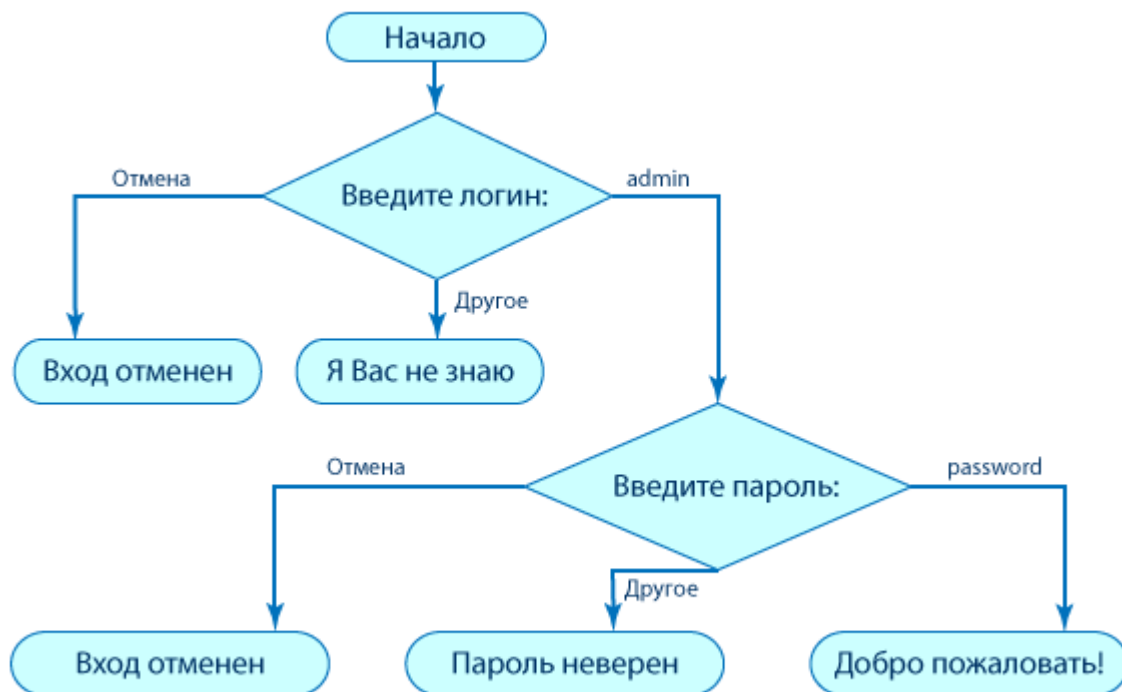 Начало
Отмена
Введите логин:
admin
Другое
Вход отменен
Я Вас не знаю
Отмена
Введите пароль:
password
Другое
Вход отменен
Пароль неверен
Добро пожаловать!